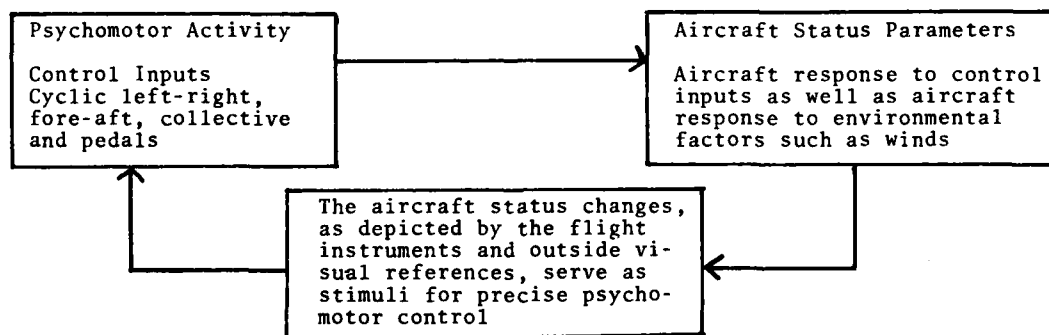 Psychomotor Activity
Control Inputs
Cyclic left-right,
fore-aft, collective
and pedals
Aircraft Status Parameters
Aircraft response to control
inputs as well as aircraft
response to environmental
factors such as winds
The aircraft status changes,
as depicted by the flight
instruments and outside vi-
sual references, serve as
stimuli for precise psycho-
motor control